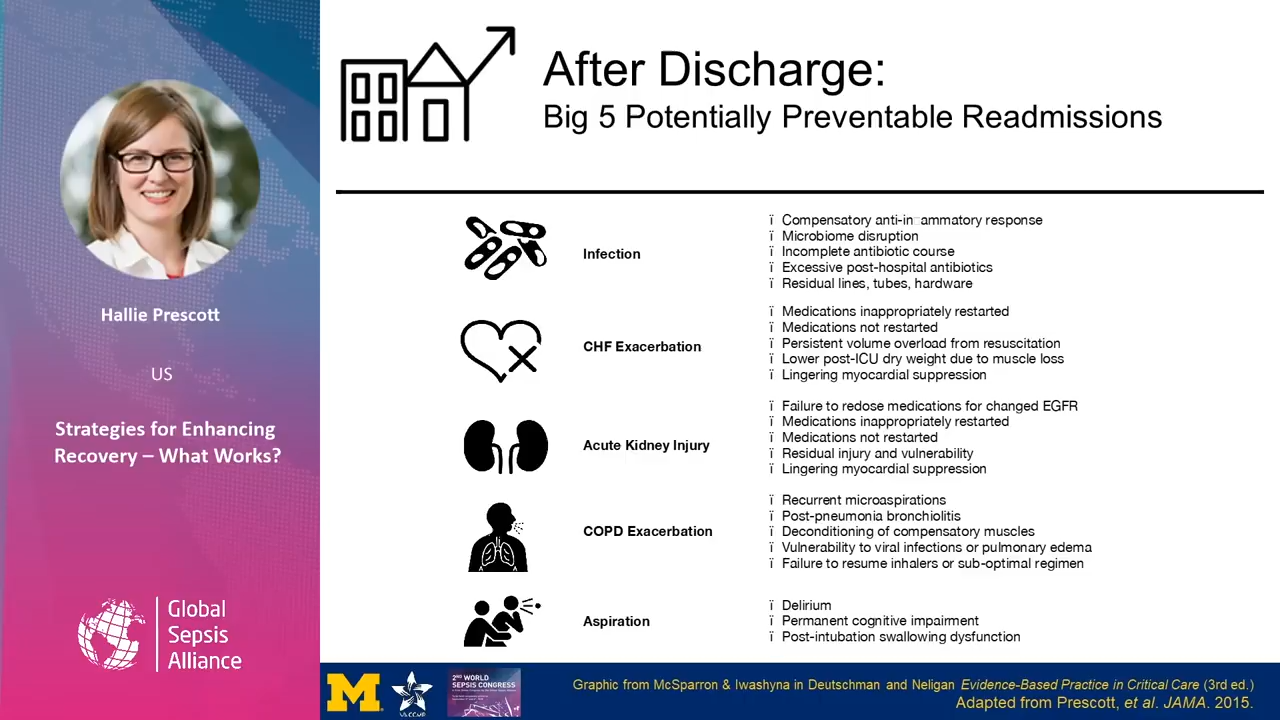 Hallie Prescott
US
Strategies for Enhancing
Recovery – What Works?
Global
Sepsis
Alliance
After Discharge:
Big 5 Potentially Preventable Readmissions
Infection
ï Compensatory anti-in ammatory response
ï Microbiome disruption
ï Incomplete antibiotic course
ï Excessive post-hospital antibiotics
ï Residual lines, tubes, hardware
CHF Exacerbation
ï Medications inappropriately restarted
ï Medications not restarted
ï Persistent volume overload from resuscitation
ï Lower post-ICU dry weight due to muscle loss
ï Lingering myocardial suppression
Acute Kidney Injury
ï Failure to redose medications for changed EGFR
ï Medications inappropriately restarted
ï Medications not restarted
ï Residual injury and vulnerability
ï Lingering myocardial suppression
COPD Exacerbation
ï Recurrent microaspirations
ï Post-pneumonia bronchiolitis
ï Deconditioning of compensatory muscles
ï Vulnerability to viral infections or pulmonary edema
ï Failure to resume inhalers or sub-optimal regimen
Aspiration
ï Delirium
ï Permanent cognitive impairment
ï Post-intubation swallowing dysfunction
M
2ND WORLD
SEPSIS CONGRESS
Graphic from McSparron & Iwashyna in Deutschman and Neligan Evidence-Based Practice in Critical Care (3rd ed.)
Adapted from Prescott, et al. JAMA. 2015.